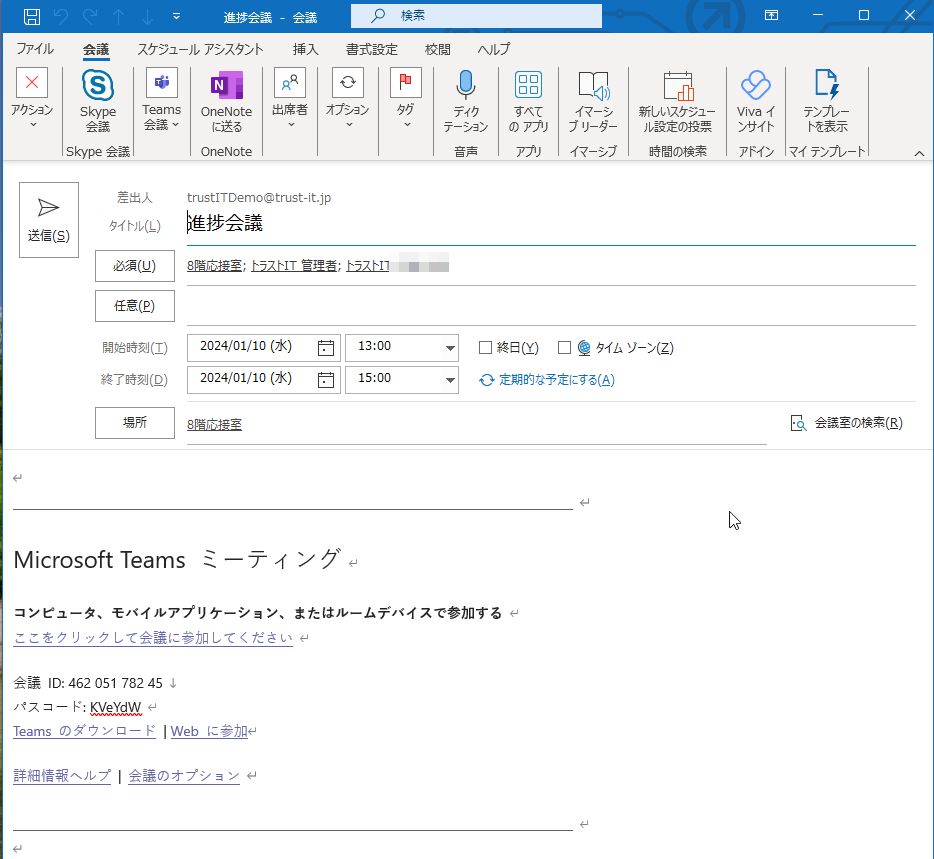 進捗会議 - 会議
検索
ファイル 会議 スケジュール アシスタント 挿入 書式設定 校閲 ヘルプ
アクション
Skype
会議
Skype 会議
Teams
会議
OneNote
に送る
OneNote
出席者
オプション
タグ
ディク
テーション
音声
すべて
の アプリ
アプリ
イマーシ
ブ リーダー
イマーシブ
新しいスケジュー
ル設定の投票
時間の検索
Viva イ
ンサイト
アドイン
テンプレー
トを表示
マイ テンプレート
送信(S)
差出人 trustITDemo@trust-it.jp
タイトル(L) 進捗会議
必須(U) 8階応接室; トラストIT 管理者; トラストIT
任意(P)
開始時刻(T) 2024/01/10 (水) 13:00 終日(Y) タイム ゾーン(Z)
終了時刻(D) 2024/01/10 (水) 15:00 定期的な予定にする(A)
場所 8階応接室 会議室の検索(R)
Microsoft Teams ミーティング
コンピュータ、モバイルアプリケーション、またはルームデバイスで参加する
ここをクリックして会議に参加してください
会議 ID: 462 051 782 45
パスコード: KVeYdW
Teams のダウンロード | Web に参加
詳細情報ヘルプ | 会議のオプション